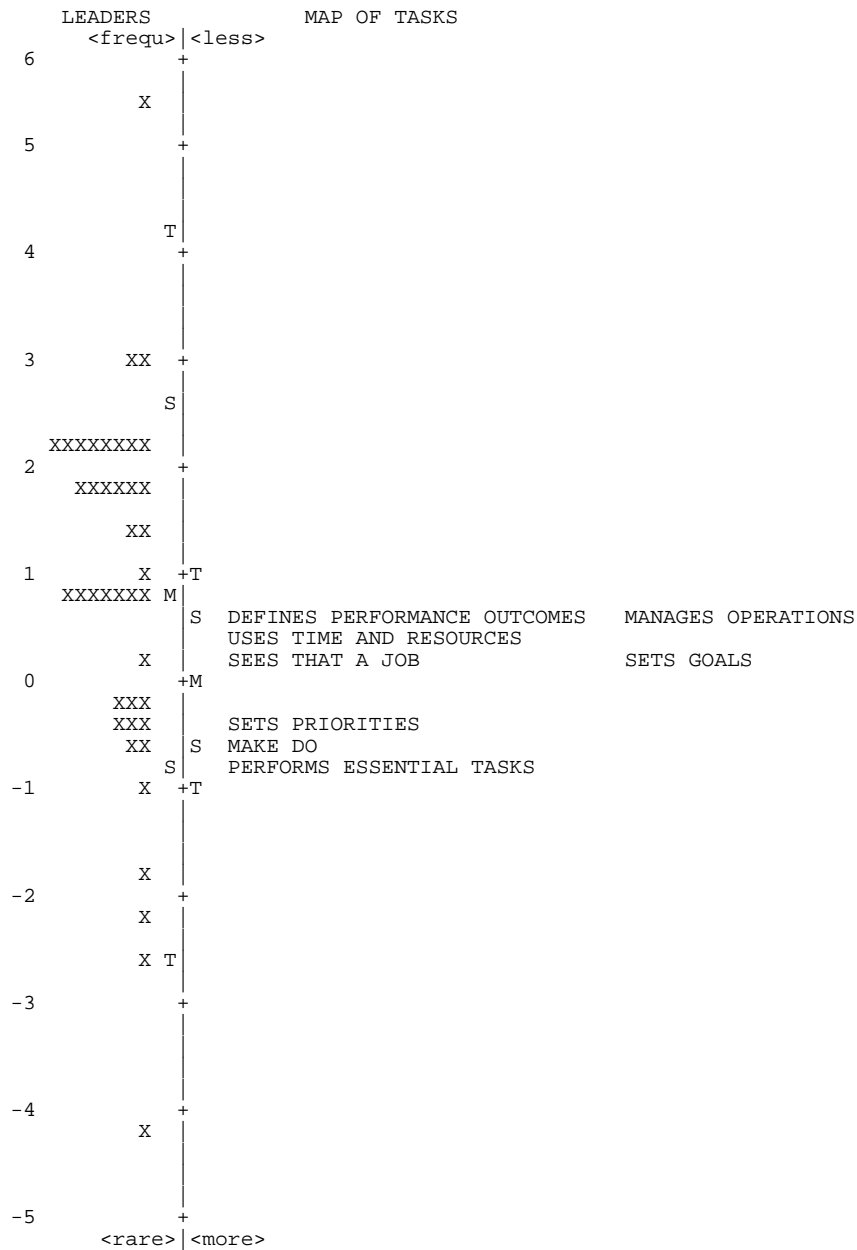 LEADERS MAP OF TASKS
<frequ>|<less>
6 +
|
X |
|
5 +
|
|
|
T|
4 +
|
|
|
|
3 XX +
|
S|
|
XXXXXXXX |
2 +
XXXXXX |
|
XX |
|
1 X +T
XXXXXXX M|
|S DEFINES PERFORMANCE OUTCOMES MANAGES OPERATIONS
| USES TIME AND RESOURCES
X | SEES THAT A JOB SETS GOALS
0 +M
XXX |
XXX | SETS PRIORITIES
XX |S MAKE DO
S| PERFORMS ESSENTIAL TASKS
-1 X +T
|
|
|
X |
-2 +
X |
|
X T|
|
-3 +
|
|
|
|
-4 +
X |
|
|
|
-5 +
<rare>|<more>